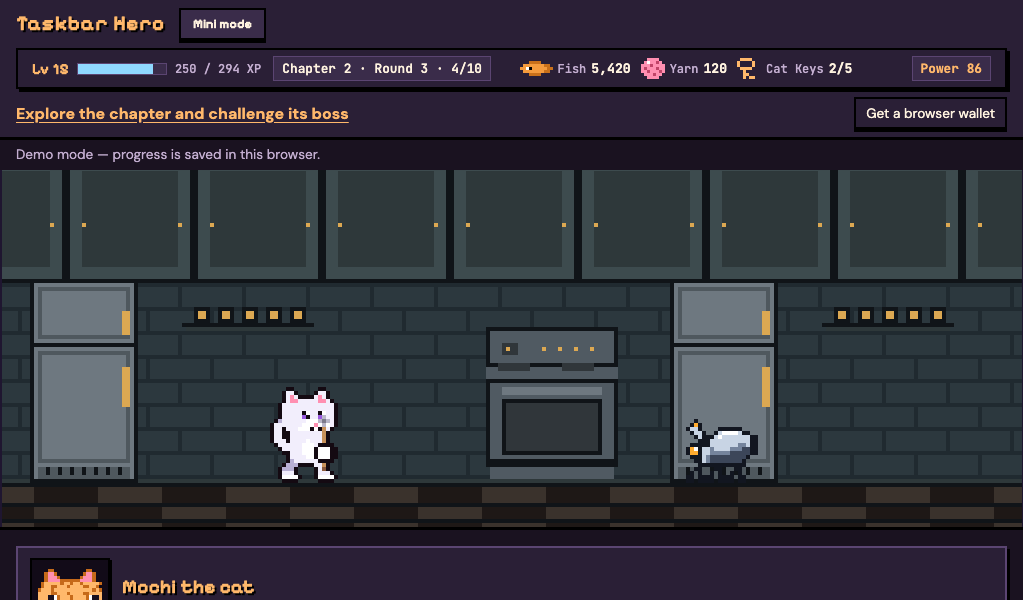 Taskbar Hero
Mini mode
Lv 18
250 / 294 XP
Chapter 2 · Round 3 · 4/10
Fish 5,420
Yarn 120
Cat Keys 2/5
Power 86
Explore the chapter and challenge its boss
Get a browser wallet
Demo mode — progress is saved in this browser.
Mochi the cat